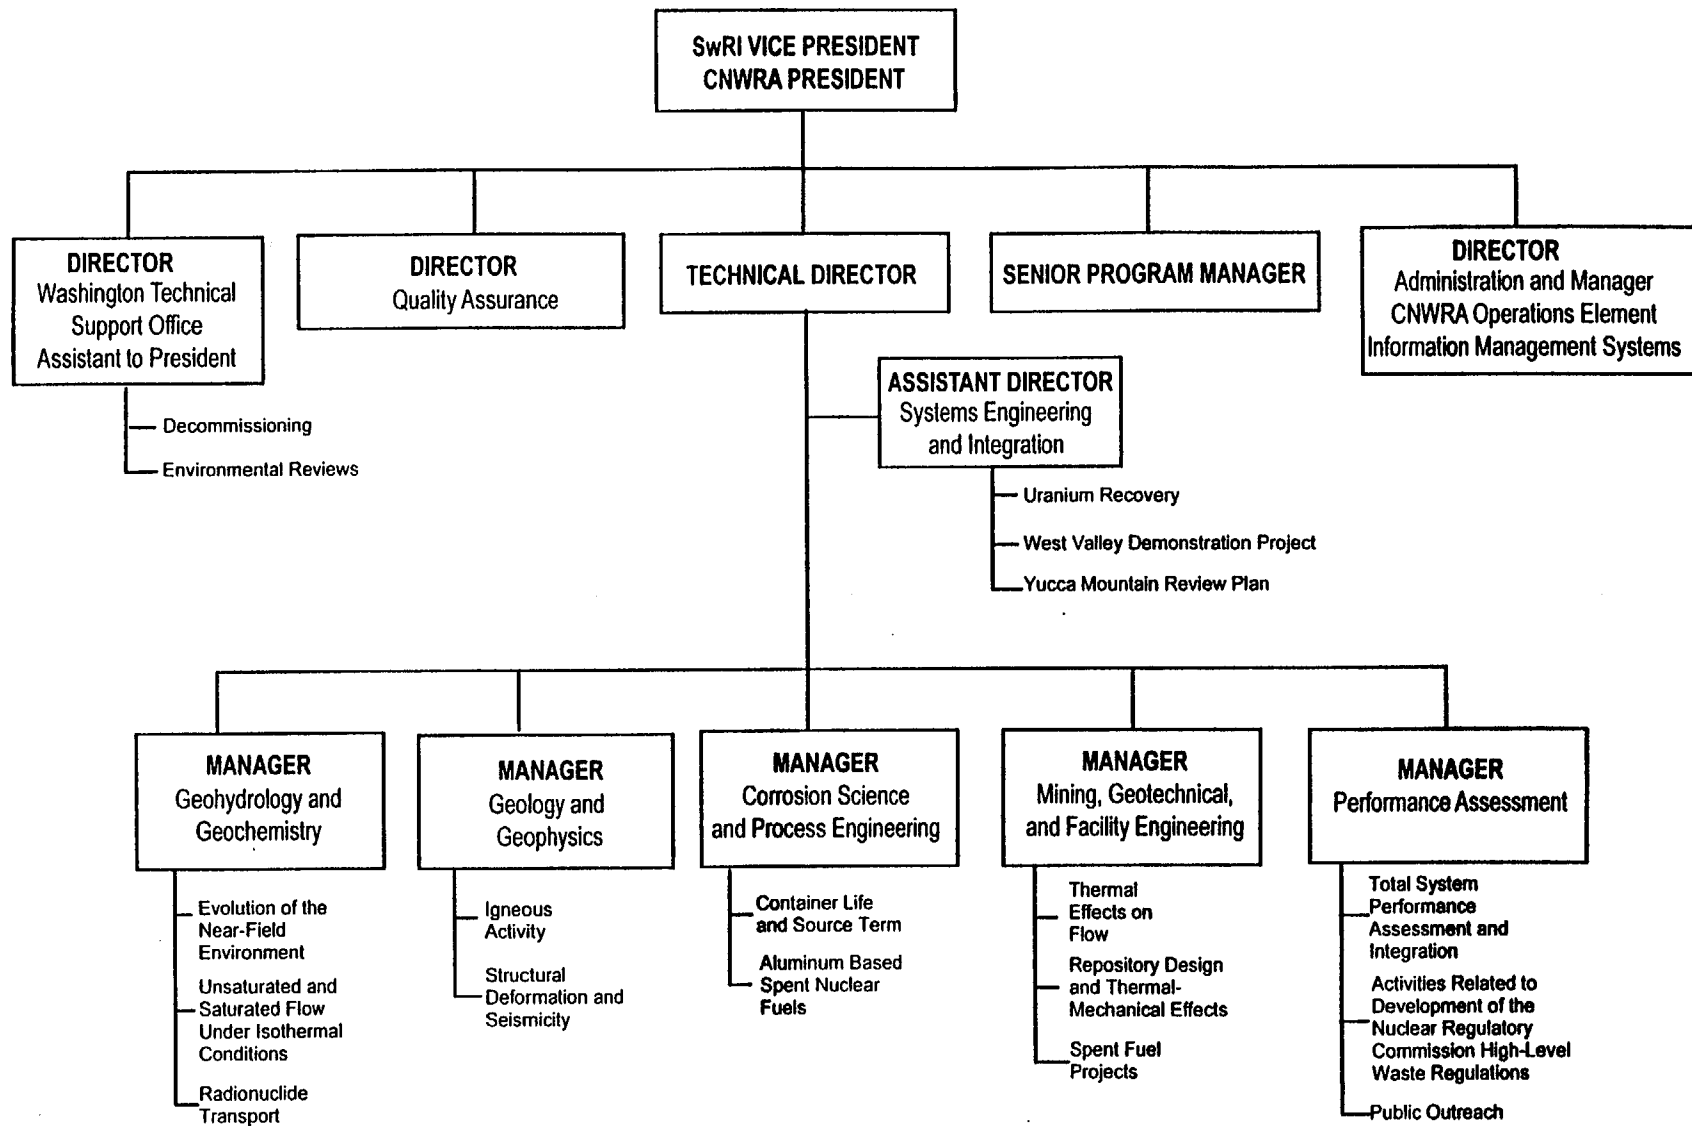 SwRI VICE PRESIDENT
CNWRA PRESIDENT
DIRECTOR
Washington Technical
Support Office
Assistant to President
DIRECTOR
Quality Assurance
TECHNICAL DIRECTOR
SENIOR PROGRAM MANAGER
DIRECTOR
Administration and Manager
CNWRA Operations Element
Information Management Systems
Decommissioning
Environmental Reviews
ASSISTANT DIRECTOR
Systems Engineering
and Integration
Uranium Recovery
West Valley Demonstration Project
Yucca Mountain Review Plan
MANAGER
Geohydrology and
Geochemistry
MANAGER
Geology and
Geophysics
MANAGER
Corrosion Science
and Process Engineering
MANAGER
Mining, Geotechnical,
and Facility Engineering
MANAGER
Performance Assessment
Evolution of the
Near-Field
Environment
Unsaturated and
Saturated Flow
Under Isothermal
Conditions
Radionuclide
Transport
Igneous
Activity
Structural
Deformation and
Seismicity
Container Life
and Source Term
Aluminum Based
Spent Nuclear
Fuels
Thermal
Effects on
Flow
Repository Design
and Thermal-
Mechanical Effects
Spent Fuel
Projects
Total System
Performance
Assessment and
Integration
Activities Related to
Development of the
Nuclear Regulatory
Commission High-Level
Waste Regulations
Public Outreach